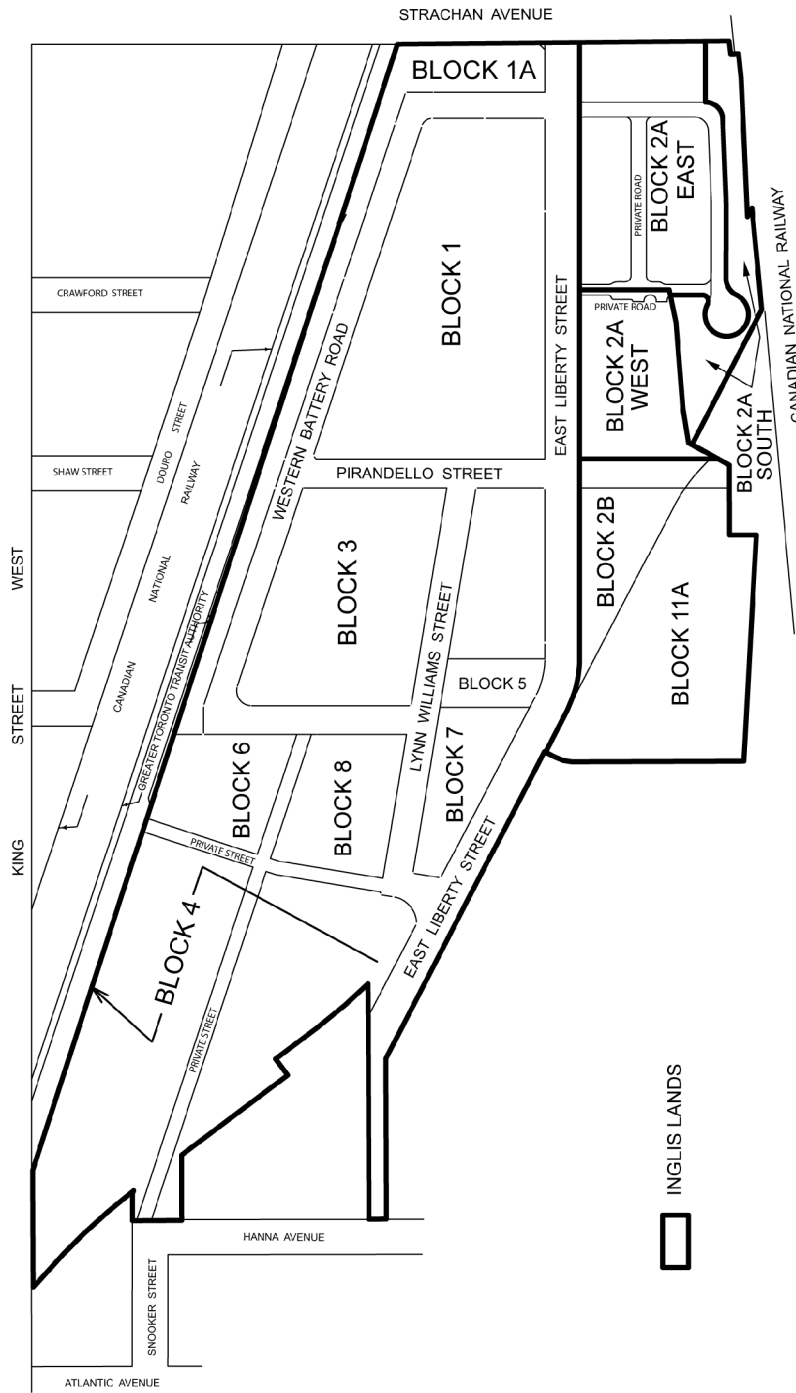 STRACHAN AVENUE
BLOCK 1A
BLOCK 2A
EAST
PRIVATE ROAD
CANADIAN NATIONAL RAILWAY
CRAWFORD STREET
BLOCK 1
EAST LIBERTY STREET
PRIVATE ROAD
BLOCK 2A
WEST
WESTERN BATTERY ROAD
BLOCK 2A
SOUTH
DOURO STREET
SHAW STREET
PIRANDELLO STREET
CANADIAN NATIONAL RAILWAY
BLOCK 2B
KING STREET WEST
BLOCK 3
GREATER TORONTO TRANSIT AUTHORITY
LYNN WILLIAMS STREET
BLOCK 11A
BLOCK 5
BLOCK 6
BLOCK 8
BLOCK 7
PRIVATE STREET
EAST LIBERTY STREET
BLOCK 4
PRIVATE STREET
INGLIS LANDS
HANNA AVENUE
SNOOKER STREET
ATLANTIC AVENUE